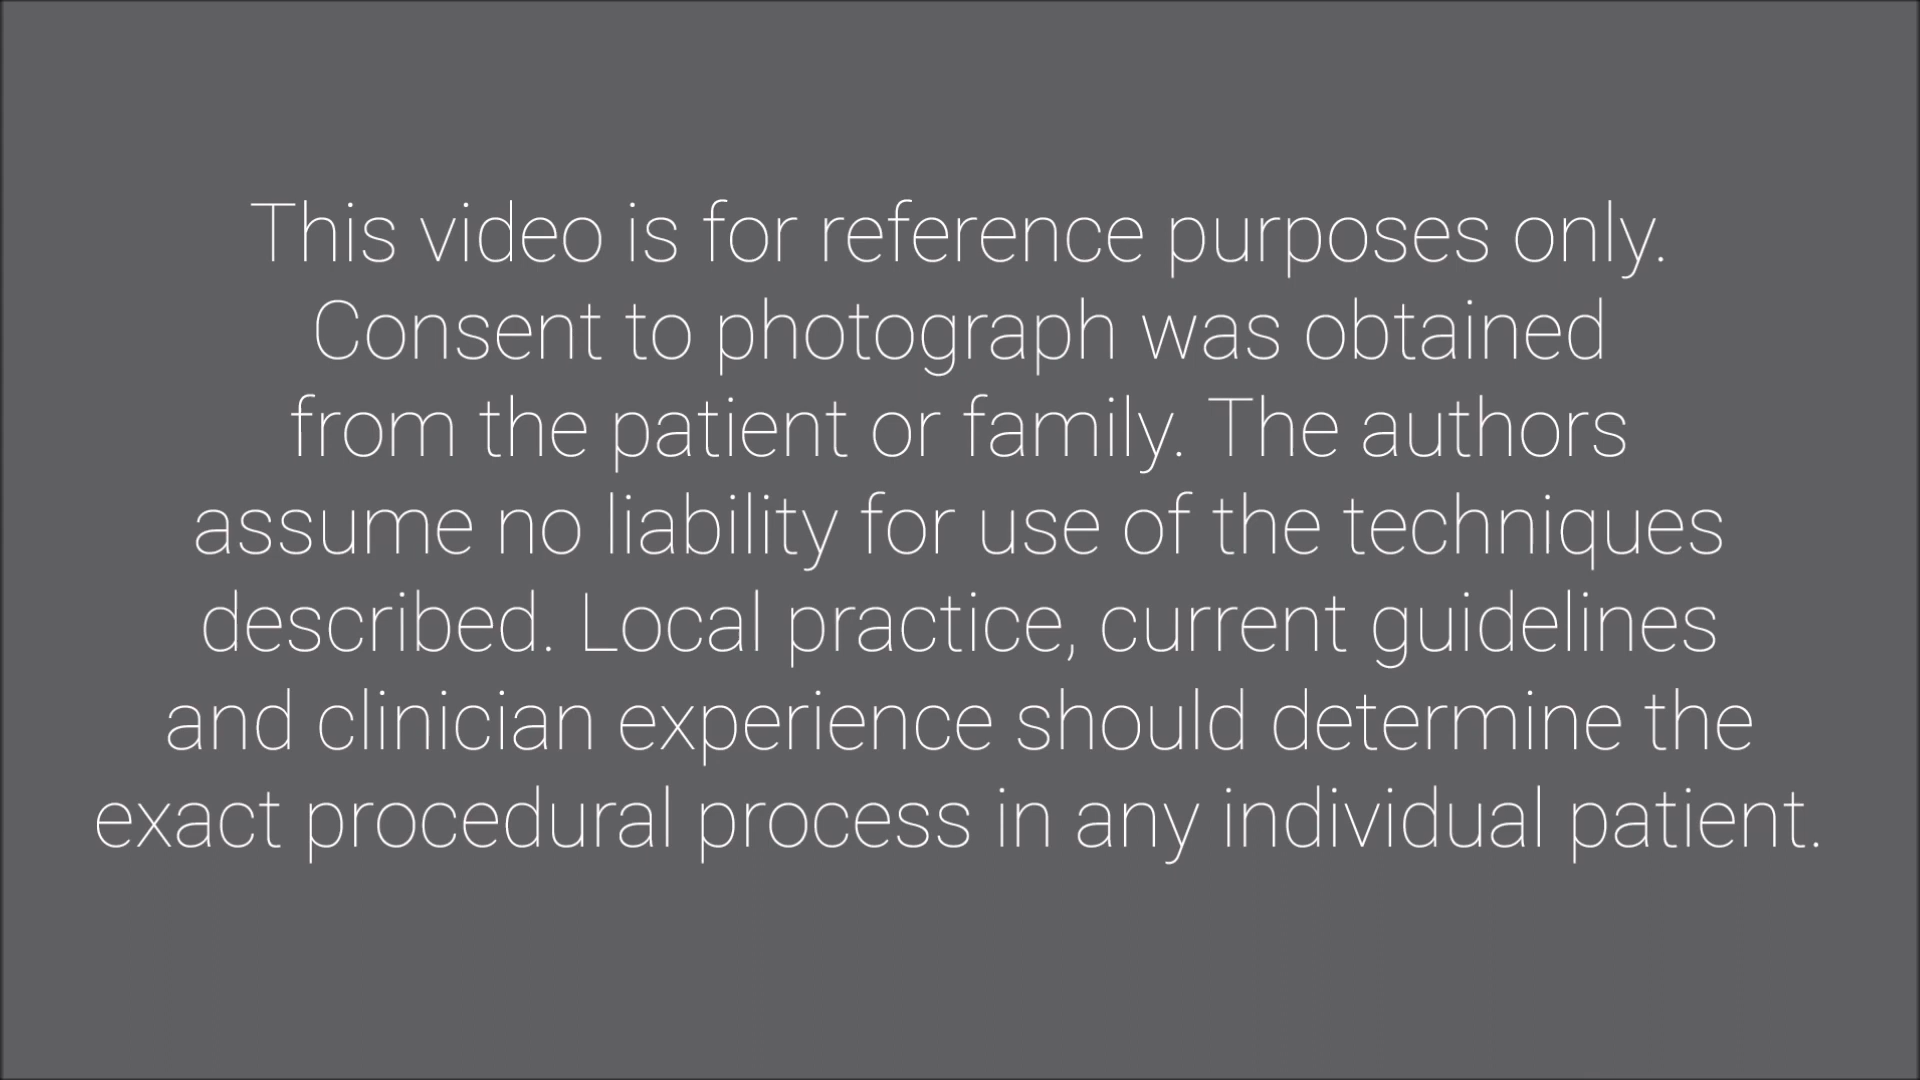 This video is for reference purposes only.
Consent to photograph was obtained
from the patient or family. The authors
assume no liability for use of the techniques
described. Local practice, current guidelines
and clinician experience should determine the
exact procedural process in any individual patient.